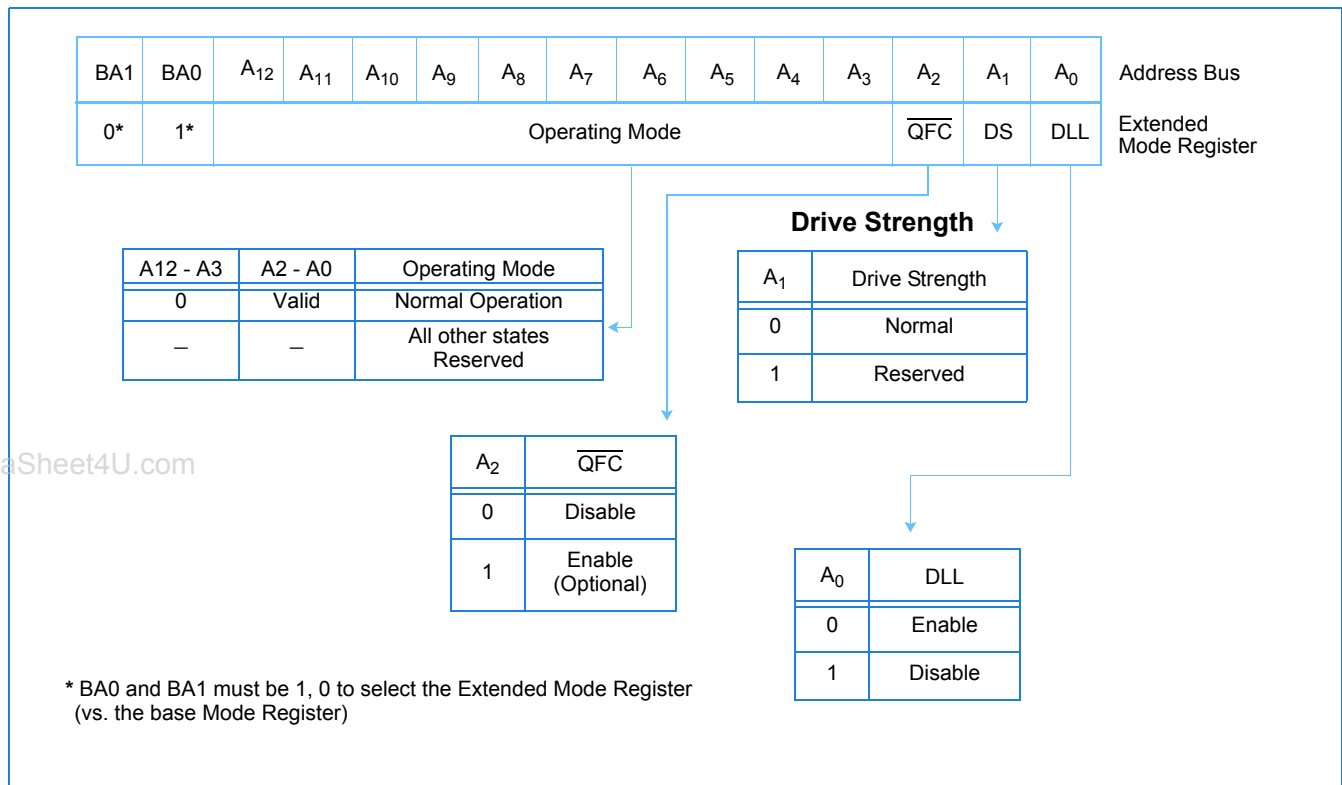 BA1 BA0 A12 A11 A10 A9 A8 A7 A6 A5 A4 A3 A2 A1 A0 Address Bus
0* 1* Operating Mode QFC DS DLL Extended
Mode Register
Drive Strength
A12 - A3 A2 - A0 Operating Mode
0 Valid Normal Operation
– – All other states
Reserved
A1 Drive Strength
0 Normal
1 Reserved
aSheet4U.com
A2 QFC
0 Disable
1 Enable
(Optional)
A0 DLL
0 Enable
1 Disable
* BA0 and BA1 must be 1, 0 to select the Extended Mode Register
(vs. the base Mode Register)